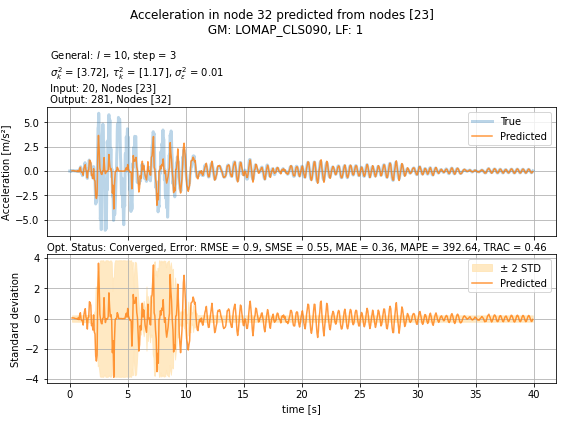 Acceleration in node 32 predicted from nodes [23]
GM: LOMAP_CLS090, LF: 1
General: l = 10, step = 3
σ²ₖ = [3.72], τ²ₖ = [1.17], σ²ε = 0.01
Input: 20, Nodes [23]
Output: 281, Nodes [32]
Acceleration [m/s²]
5.0
2.5
0.0
−2.5
−5.0
True
Predicted
Opt. Status: Converged, Error: RMSE = 0.9, SMSE = 0.55, MAE = 0.36, MAPE = 392.64, TRAC = 0.46
Standard deviation
4
2
0
−2
−4
± 2 STD
Predicted
0 5 10 15 20 25 30 35 40
time [s]